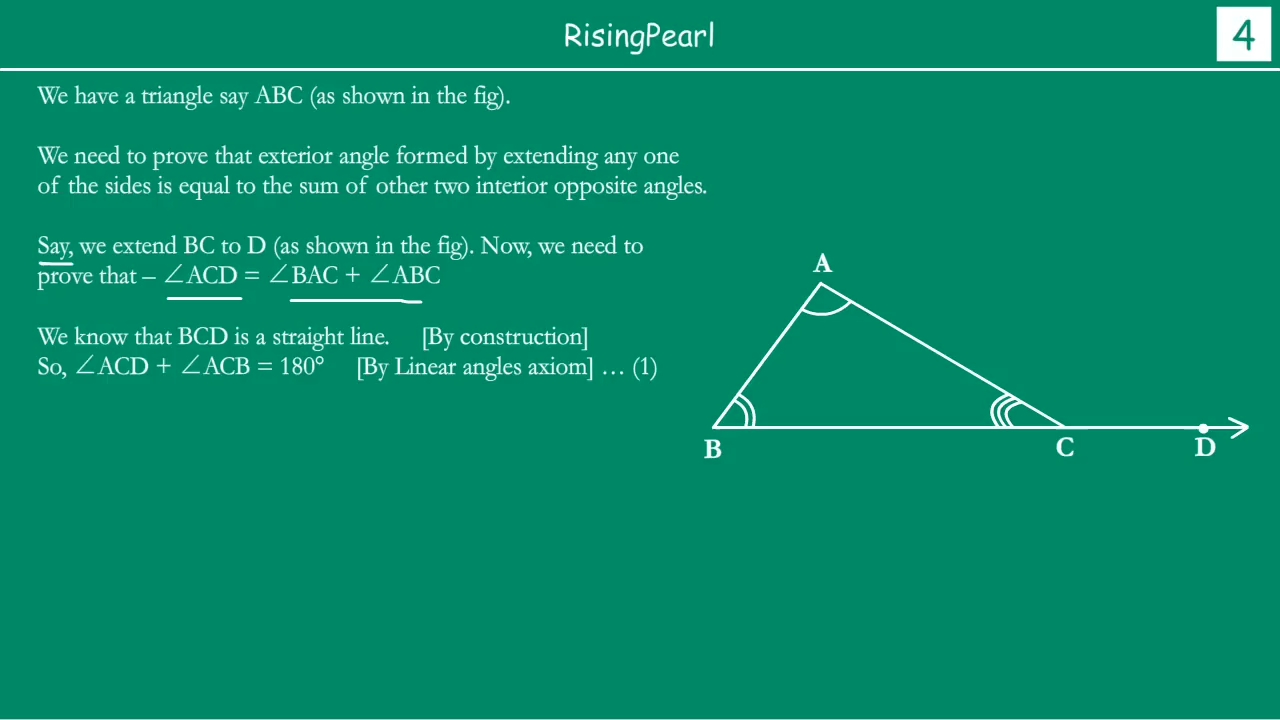 RisingPearl
4
We have a triangle say ABC (as shown in the fig).
We need to prove that exterior angle formed by extending any one
of the sides is equal to the sum of other two interior opposite angles.
Say, we extend BC to D (as shown in the fig). Now, we need to
prove that – ∠ACD = ∠BAC + ∠ABC
We know that BCD is a straight line. [By construction]
So, ∠ACD + ∠ACB = 180° [By Linear angles axiom] … (1)
A
B
C
D